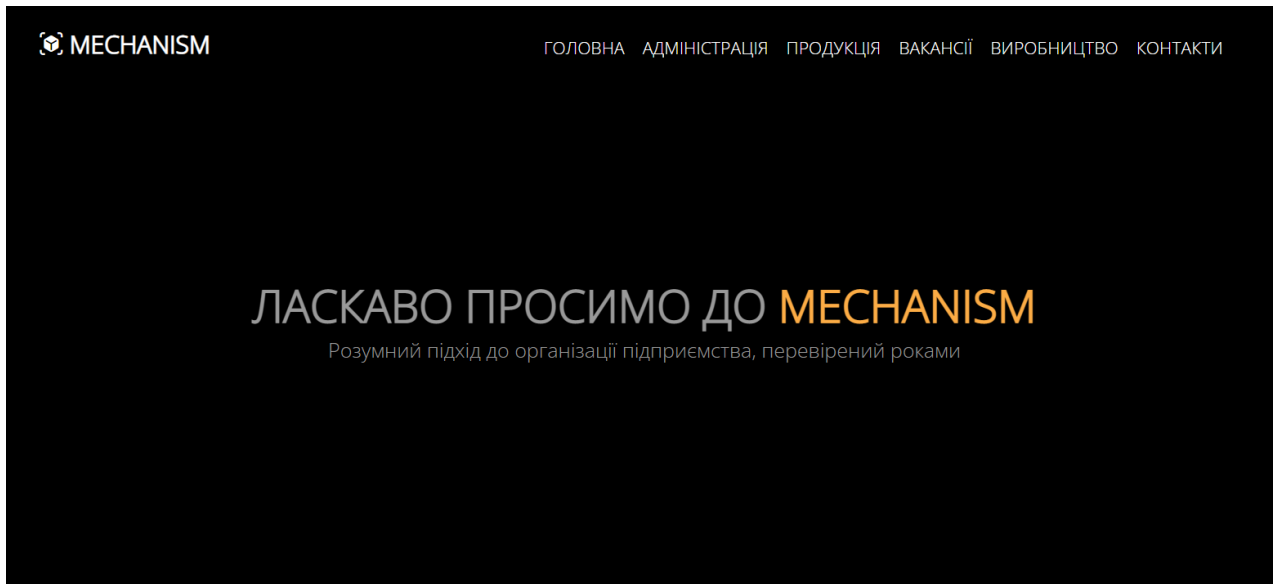 MECHANISM
ГОЛОВНА АДМІНІСТРАЦІЯ ПРОДУКЦІЯ ВАКАНСІЇ ВИРОБНИЦТВО КОНТАКТИ
ЛАСКАВО ПРОСИМО ДО MECHANISM
Розумний підхід до організації підприємства, перевірений роками